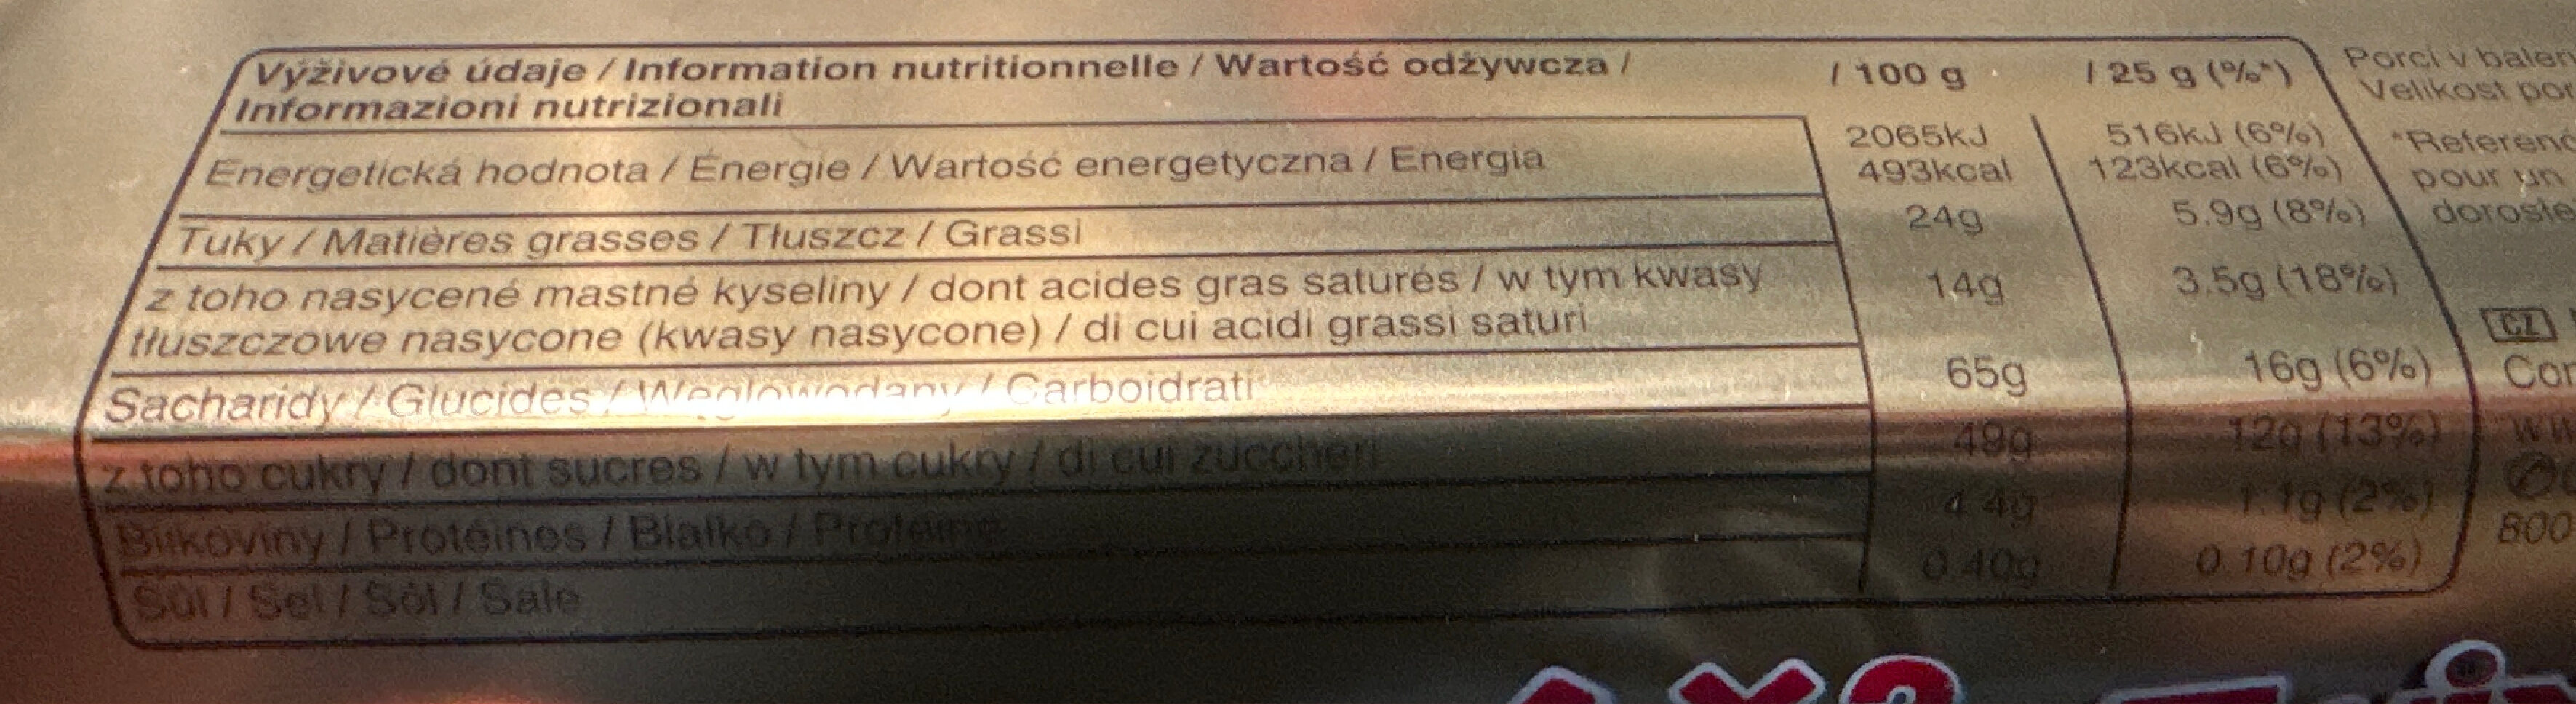 Výživové údaje / Information nutritionnelle / Wartość odżywcza / / 100 g / 25 g (%*)
Informazioni nutrizionali
Energetická hodnota / Énergie / Wartość energetyczna / Energia 2065kJ 516kJ (6%)
493kcal 123kcal (6%)
Tuky / Matières grasses / Tłuszcz / Grassi 24g 5.9g (8%)
z toho nasycené mastné kyseliny / dont acides gras saturés / w tym kwasy 14g 3.5g (18%)
tłuszczowe nasycone (kwasy nasycone) / di cui acidi grassi saturi
Sacharidy / Glucides / Węglowodany / Carboidrati 65g 16g (6%)
z toho cukry / dont sucres / w tym cukry / di cui zuccheri 49g 12g (13%)
Bílkoviny / Protéines / Białko / Proteine 4.4g 1.1g (2%)
Sůl / Sel / Sól / Sale 0.40g 0.10g (2%)
Porcí v
Velikost
*
pour un
CZ
800